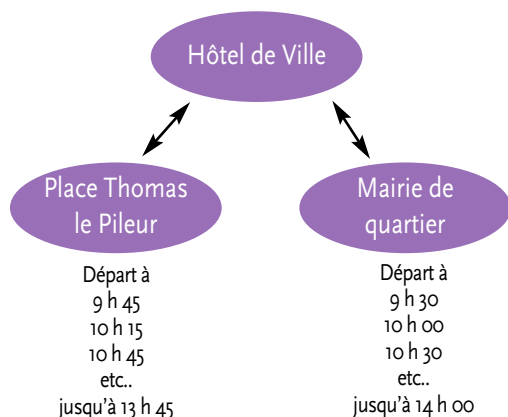 Hôtel de Ville
Place Thomas
le Pileur
Départ à
9 h 45
10 h 15
10 h 45
etc..
jusqu'à 13 h 45
Mairie de
quartier
Départ à
9 h 30
10 h 00
10 h 30
etc..
jusqu'à 14 h 00